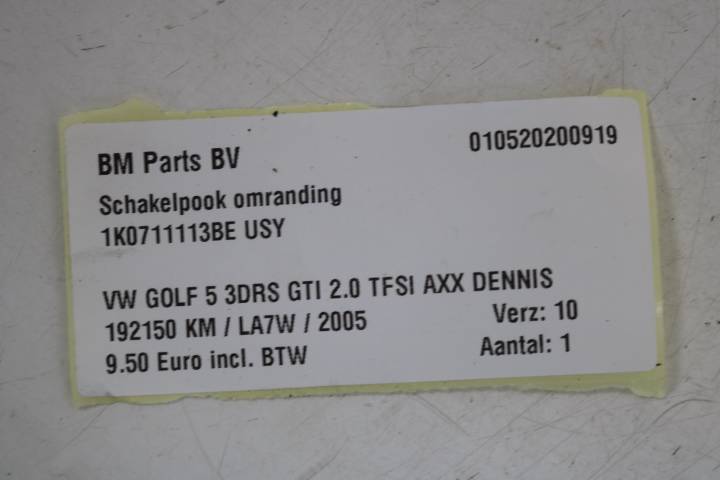 BM Parts BV 010520200919
Schakelpook omranding
1K0711113BE USY
VW GOLF 5 3DRS GTI 2.0 TFSI AXX DENNIS
192150 KM / LA7W / 2005 Verz: 10
9.50 Euro incl. BTW Aantal: 1